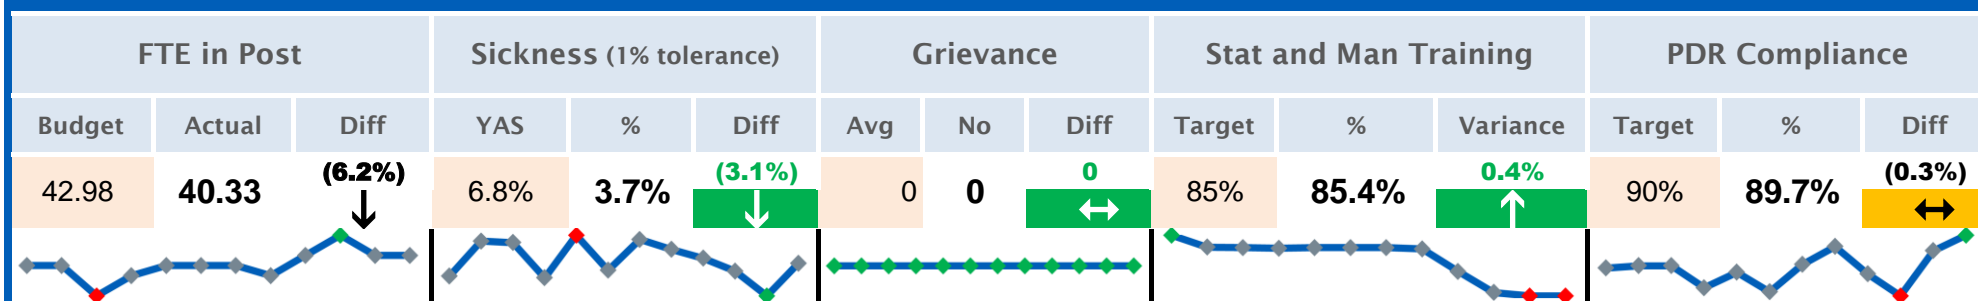 FTE in Post Sickness (1% tolerance) Grievance Stat and Man Training PDR Compliance
Budget Actual Diff YAS % Diff Avg No Diff Target % Variance Target % Diff
42.98 40.33 (6.2%) 6.8% 3.7% (3.1%) 0 0 0 85% 85.4% 0.4% 90% 89.7% (0.3%)